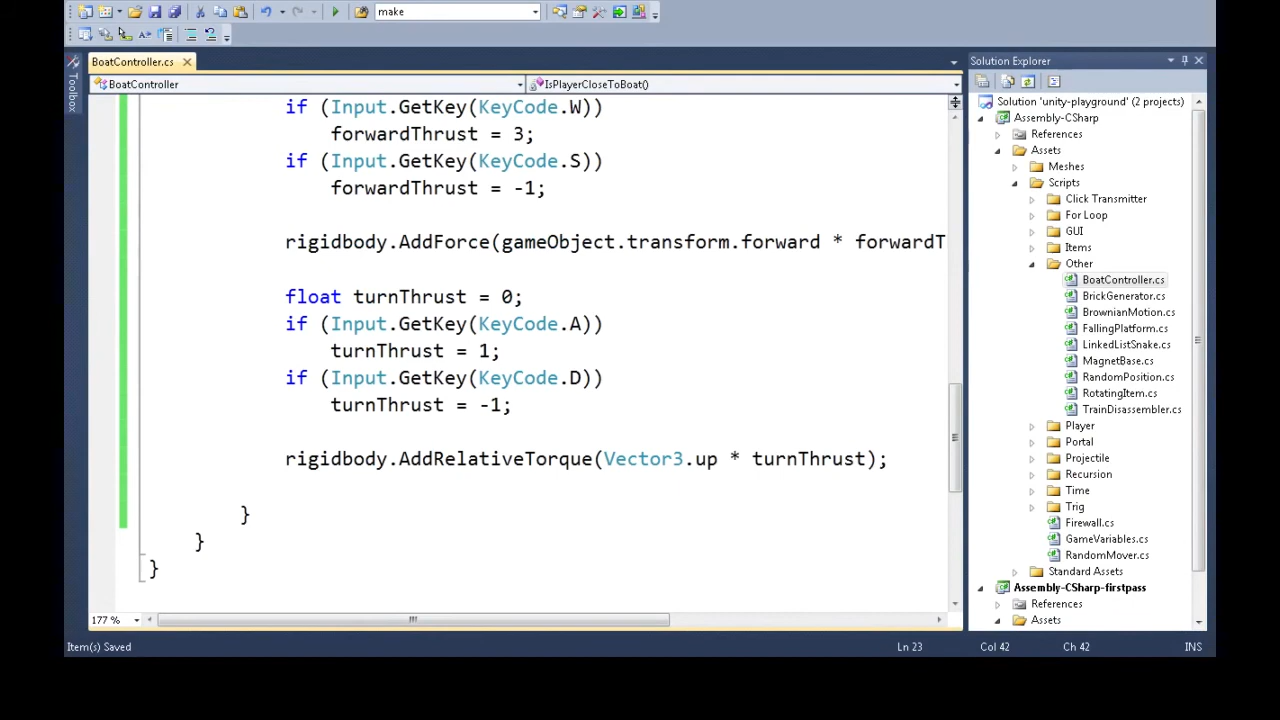 make
BoatController.cs
Solution Explorer
BoatController
IsPlayerCloseToBoat()
Toolbox
if (Input.GetKey(KeyCode.W))
forwardThrust = 3;
if (Input.GetKey(KeyCode.S))
forwardThrust = -1;
rigidbody.AddForce(gameObject.transform.forward * forwardT
float turnThrust = 0;
if (Input.GetKey(KeyCode.A))
turnThrust = 1;
if (Input.GetKey(KeyCode.D))
turnThrust = -1;
rigidbody.AddRelativeTorque(Vector3.up * turnThrust);
}
}
}
177 %
Solution 'unity-playground' (2 projects)
Assembly-CSharp
References
Assets
Meshes
Scripts
Click Transmitter
For Loop
GUI
Items
Other
BoatController.cs
BrickGenerator.cs
BrownianMotion.cs
FallingPlatform.cs
LinkedListSnake.cs
MagnetBase.cs
RandomPosition.cs
RotatingItem.cs
TrainDisassembler.cs
Player
Portal
Projectile
Recursion
Time
Trig
Firewall.cs
GameVariables.cs
RandomMover.cs
Standard Assets
Assembly-CSharp-firstpass
References
Assets
Item(s) Saved
Ln 23
Col 42
Ch 42
INS